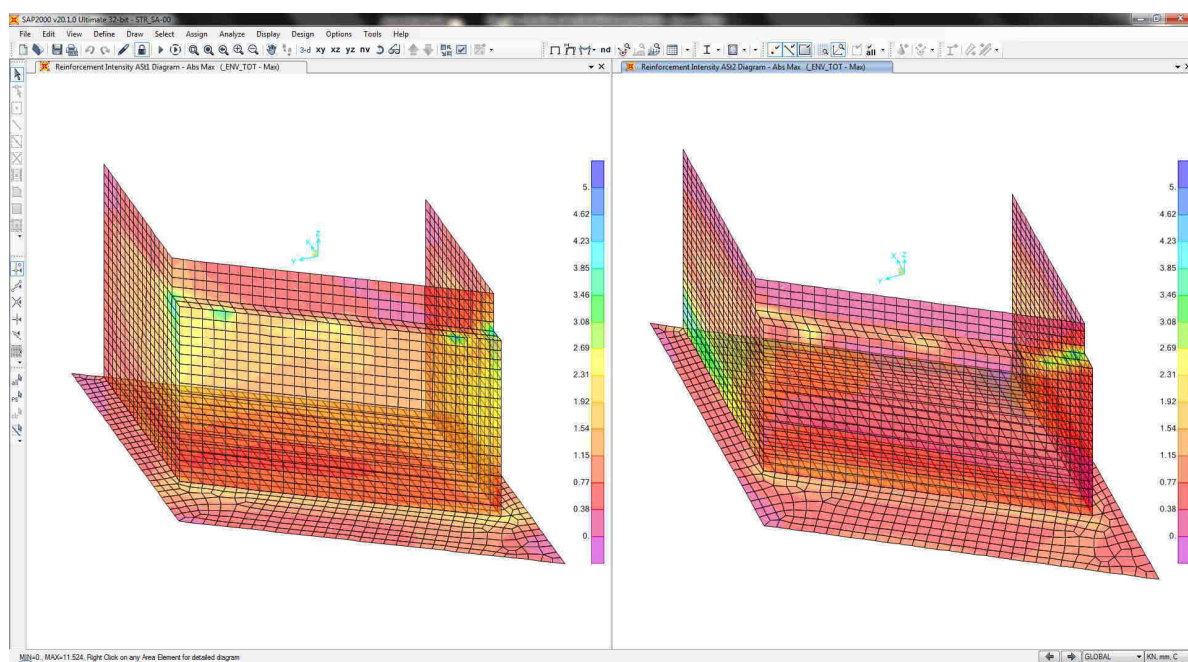 SAP2000 v20.1.0 Ultimate 32-bit - STR_SA-00
File Edit View Define Draw Select Assign Analyze Display Design Options Tools Help
3-d xy xz yz nv nd I all I
Reinforcement Intensity ASt1 Diagram - Abs Max (_ENV_TOT - Max)
Reinforcement Intensity ASt2 Diagram - Abs Max (_ENV_TOT - Max)
all
PS
clr
X Y Z
5.
4.62
4.23
3.85
3.46
3.08
2.69
2.31
1.92
1.54
1.15
0.77
0.38
0.
X Y Z
5.
4.62
4.23
3.85
3.46
3.08
2.69
2.31
1.92
1.54
1.15
0.77
0.38
0.
MIN=0., MAX=11.524, Right Click on any Area Element for detailed diagram
GLOBAL KN, mm, C